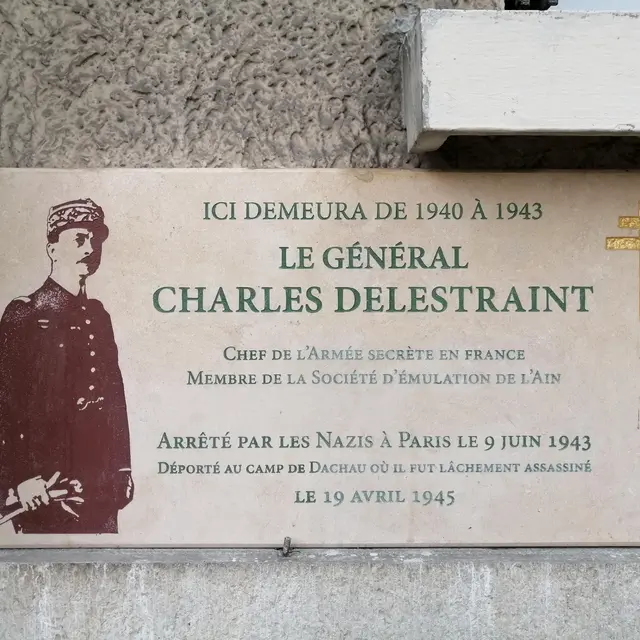 ICI DEMEURA DE 1940 À 1943
LE GÉNÉRAL
CHARLES DELESTRAINT
CHEF DE L'ARMÉE SECRÈTE EN FRANCE
MEMBRE DE LA SOCIÉTÉ D'ÉMULATION DE L'AIN
ARRÊTÉ PAR LES NAZIS À PARIS LE 9 JUIN 1943
DÉPORTÉ AU CAMP DE DACHAU OÙ IL FUT LÂCHEMENT ASSASSINÉ
LE 19 AVRIL 1945